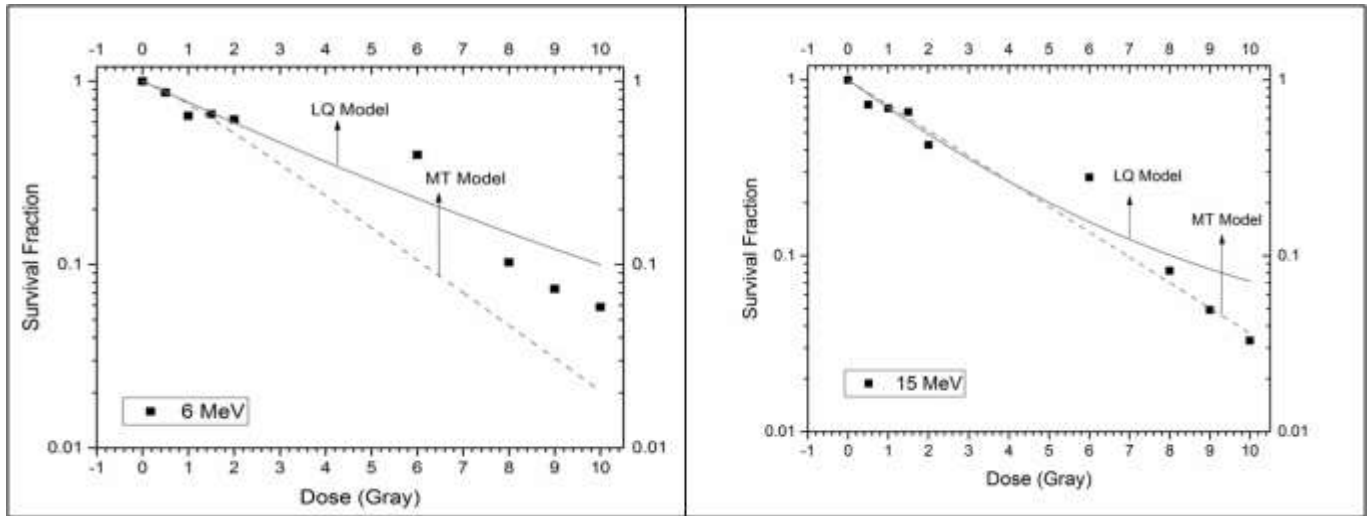 -1 0 1 2 3 4 5 6 7 8 9 10
1 1
LQ Model
MT Model
Survival Fraction
0.1 0.1
6 MeV
0.01 0.01
-1 0 1 2 3 4 5 6 7 8 9 10
Dose (Gray)
-1 0 1 2 3 4 5 6 7 8 9 10
1 1
LQ Model
MT Model
Survival Fraction
0.1 0.1
15 MeV
0.01 0.01
-1 0 1 2 3 4 5 6 7 8 9 10
Dose (Gray)